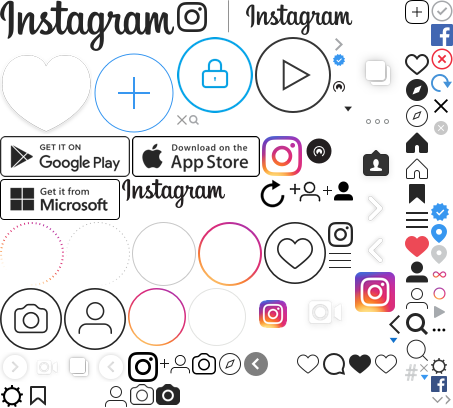 Instagram
Instagram
GET IT ON
Google Play
Download on the
App Store
Get it from
Microsoft
Instagram